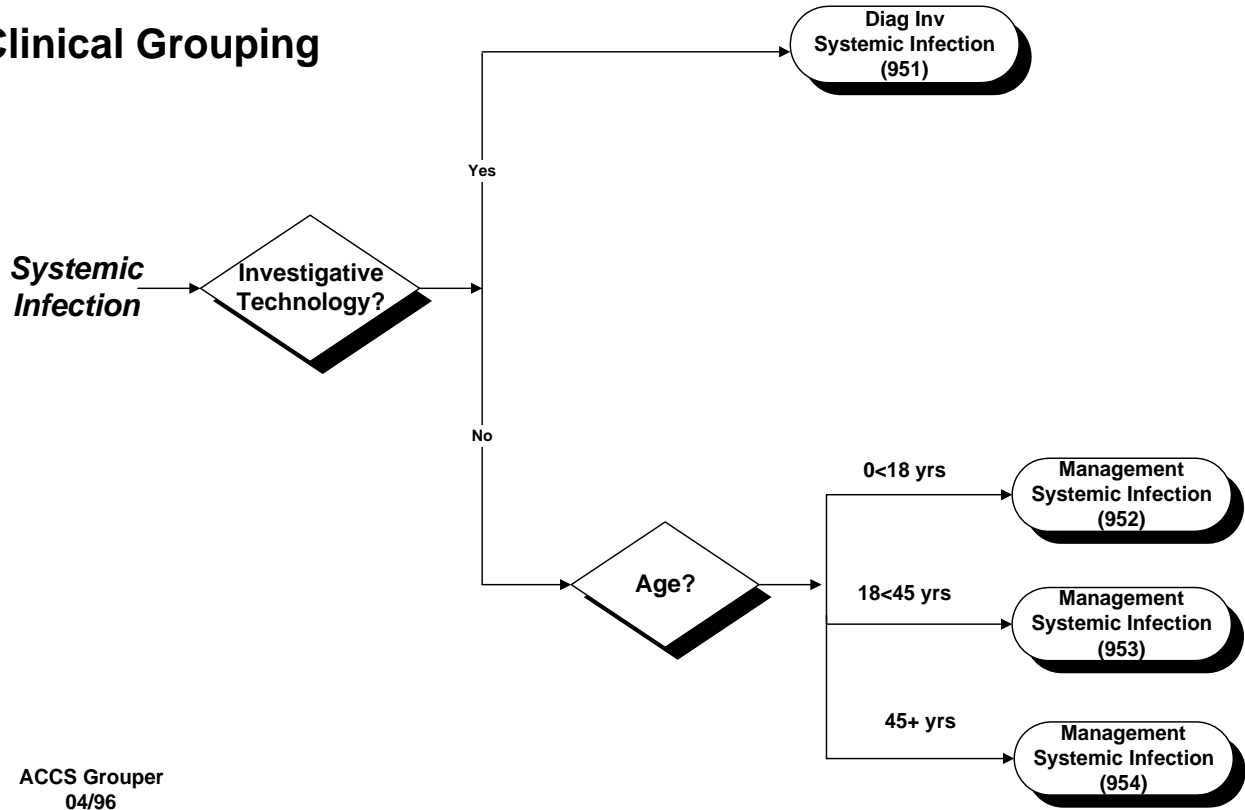 Clinical Grouping
Diag Inv
Systemic Infection
(951)
Yes
Systemic
Infection
Investigative
Technology?
No
Age?
0<18 yrs
Management
Systemic Infection
(952)
18<45 yrs
Management
Systemic Infection
(953)
45+ yrs
Management
Systemic Infection
(954)
ACCS Grouper
04/96